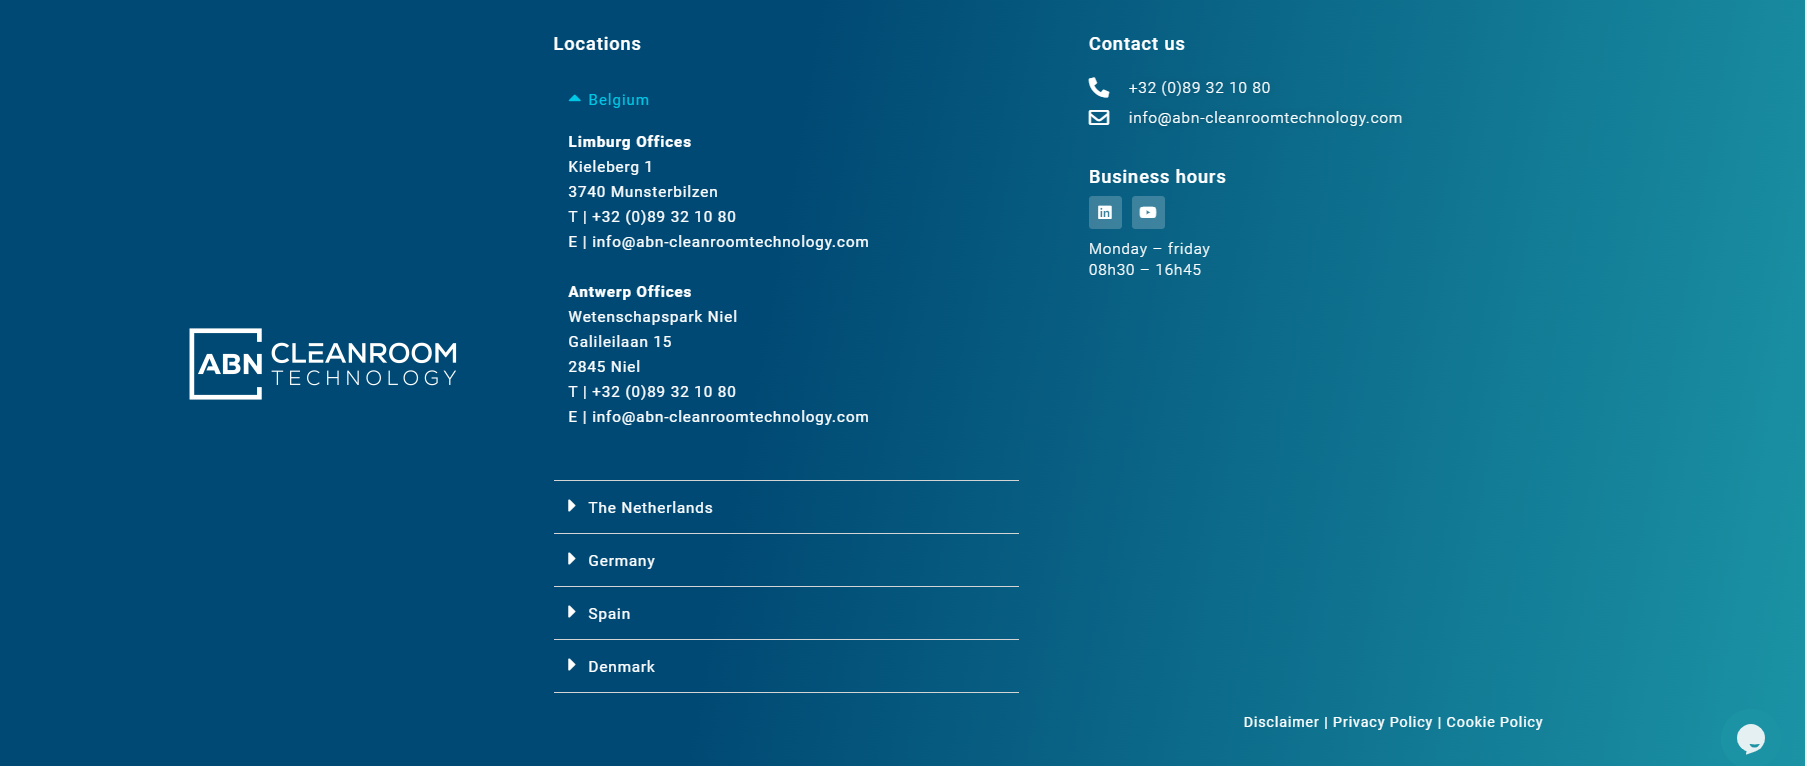 ABN CLEANROOM
TECHNOLOGY
Locations
Belgium
Limburg Offices
Kieleberg 1
3740 Munsterbilzen
T | +32 (0)89 32 10 80
E | info@abn-cleanroomtechnology.com
Antwerp Offices
Wetenschapspark Niel
Galileilaan 15
2845 Niel
T | +32 (0)89 32 10 80
E | info@abn-cleanroomtechnology.com
The Netherlands
Germany
Spain
Denmark
Contact us
+32 (0)89 32 10 80
info@abn-cleanroomtechnology.com
Business hours
Monday – friday
08h30 – 16h45
Disclaimer | Privacy Policy | Cookie Policy